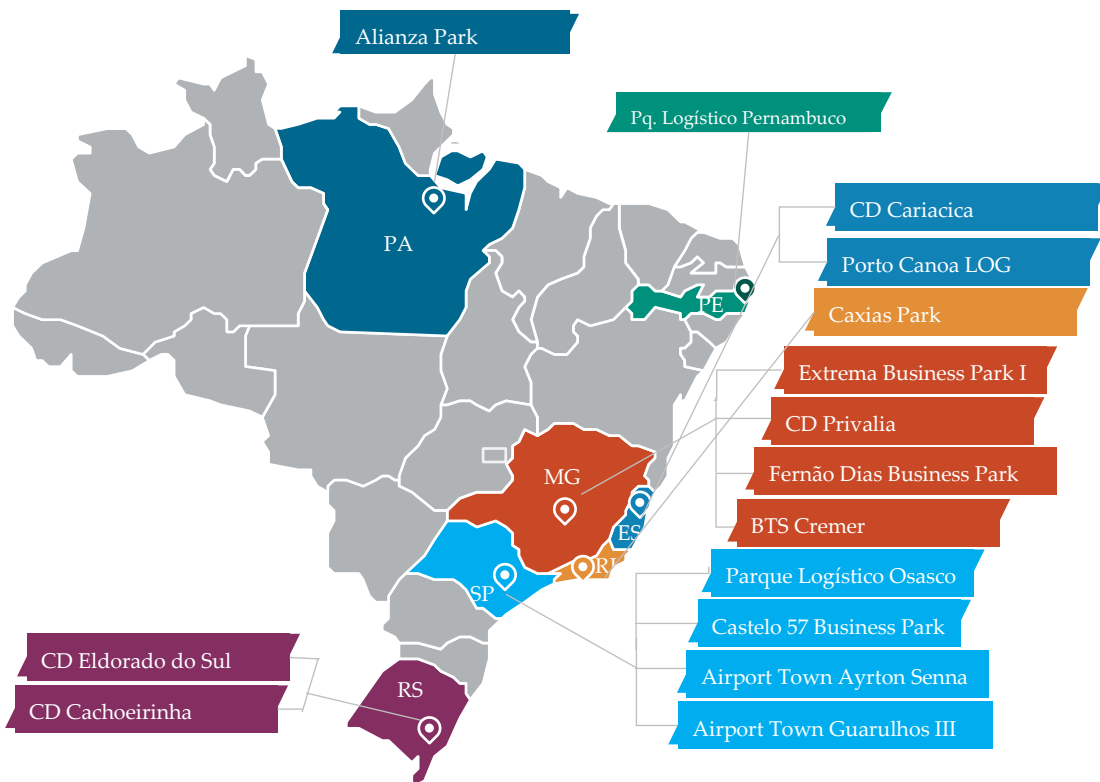 Alianza Park
Pq. Logístico Pernambuco
CD Cariacica
PA
Porto Canoa LOG
PE
Caxias Park
Extrema Business Park I
CD Privalia
MG
Fernão Dias Business Park
BTS Cremer
ES
RJ
Parque Logístico Osasco
SP
Castelo 57 Business Park
CD Eldorado do Sul
Airport Town Ayrton Senna
RS
CD Cachoeirinha
Airport Town Guarulhos III